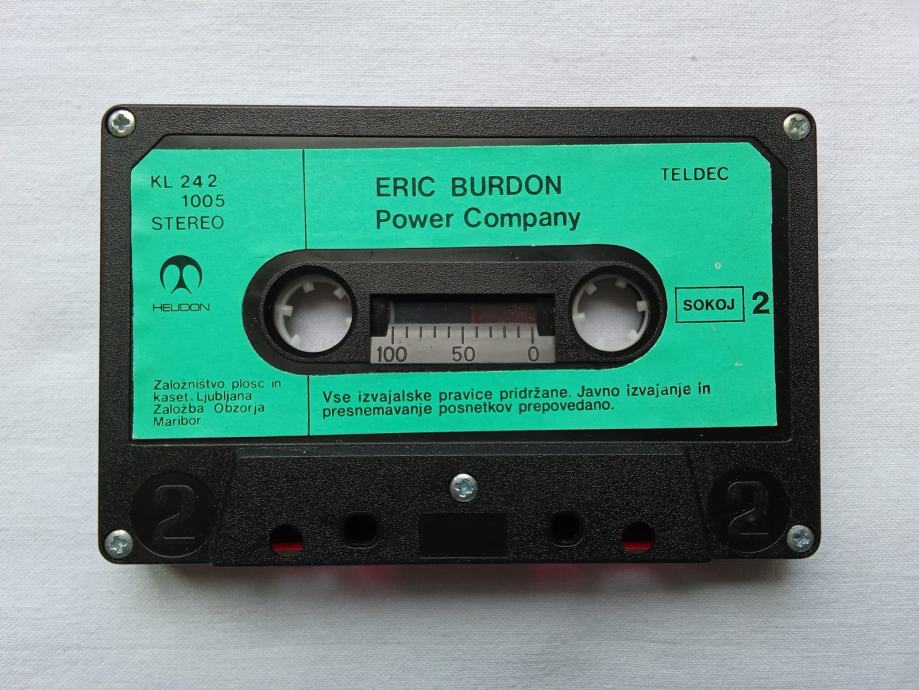 KL 242
1005
STEREO
ERIC BURDON
Power Company
TELDEC
HELIDON
SOKOJ 2
100 50 0
Založništvo plosc in
kaset, Ljubljana
Založba Obzorja
Maribor
Vse izvajalske pravice pridržane. Javno izvajanje in
presnemavanje posnetkov prepovedano.
2 2